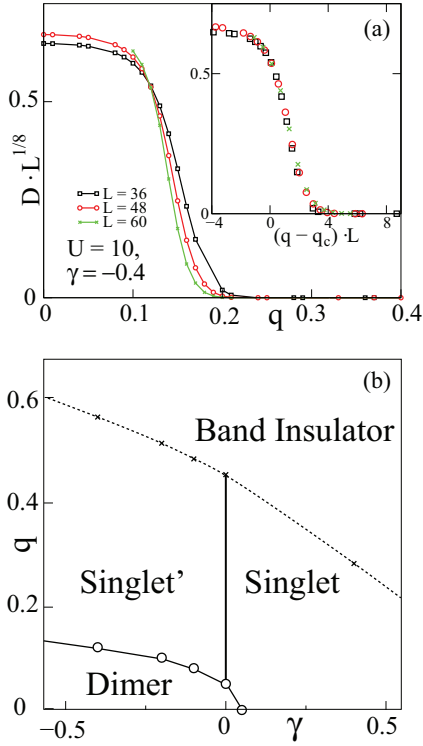 (a)
D · L^{1/8}
0.5
0
0.5
0
−4
0
4
8
(q − q_c) · L
L = 36
L = 48
L = 60
U = 10,
γ = −0.4
0.0
0.1
0.2
0.3
0.4
q
(b)
0.6
0.4
0.2
0
q
Band Insulator
Singlet’
Singlet
Dimer
−0.5
0
γ
0.5